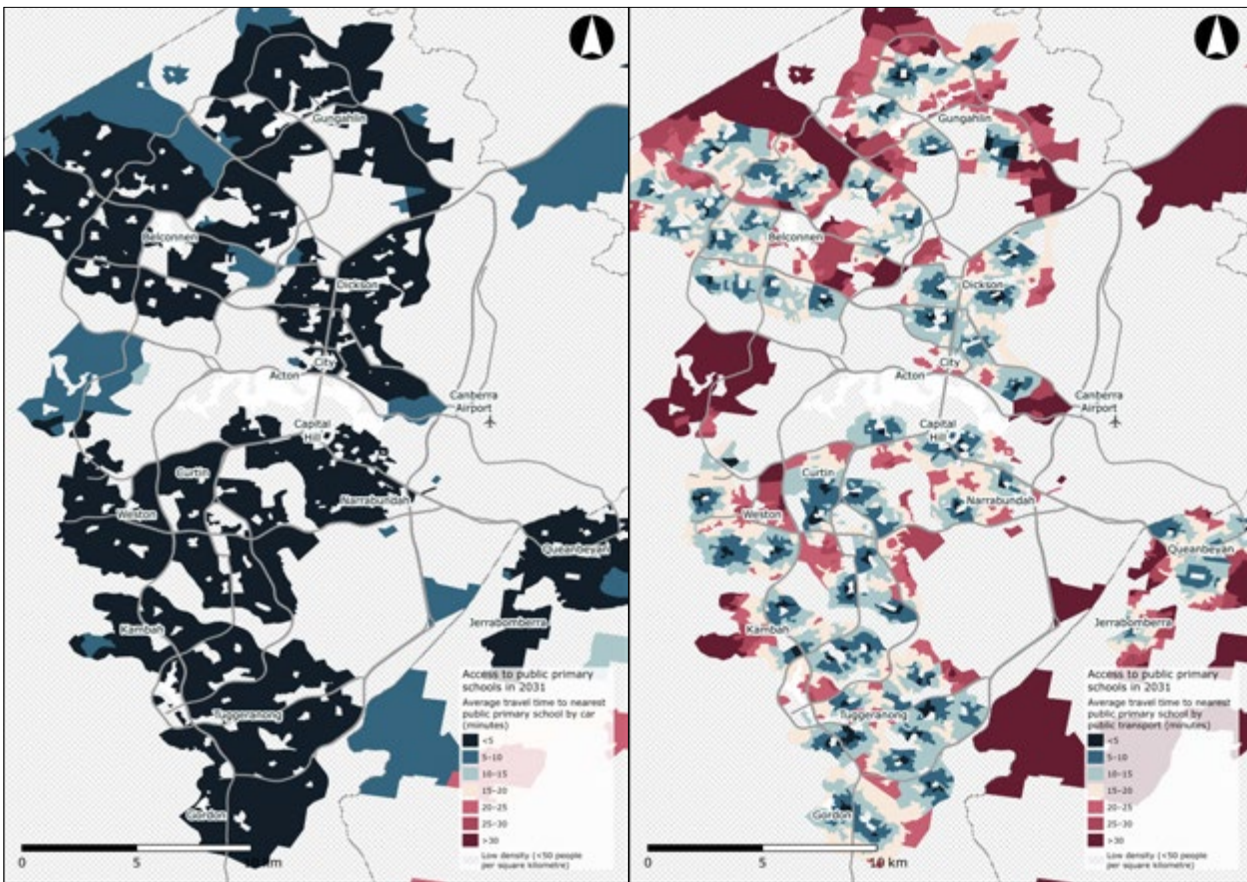 Gungahlin
Belconnen
Dickson
City
Acton
Canberra
Airport
Capital
Hill
Curtin
Narrabundah
Weston
Queanbeyan
Kambah
Jerrabomberra
Tuggeranong
Gordon
Access to public primary
schools in 2031
Average travel time to nearest
public primary school by car
(minutes)
<5
5–10
10–15
15–20
20–25
25–30
>30
Low density (<50 people
per square kilometre)
0 5 10 km
Gungahlin
Belconnen
Dickson
City
Acton
Canberra
Airport
Capital
Hill
Curtin
Narrabundah
Weston
Queanbeyan
Kambah
Jerrabomberra
Tuggeranong
Gordon
Access to public primary
schools in 2031
Average travel time to nearest
public primary school by
public transport (minutes)
<5
5–10
10–15
15–20
20–25
25–30
>30
Low density (<50 people
per square kilometre)
0 5 10 km